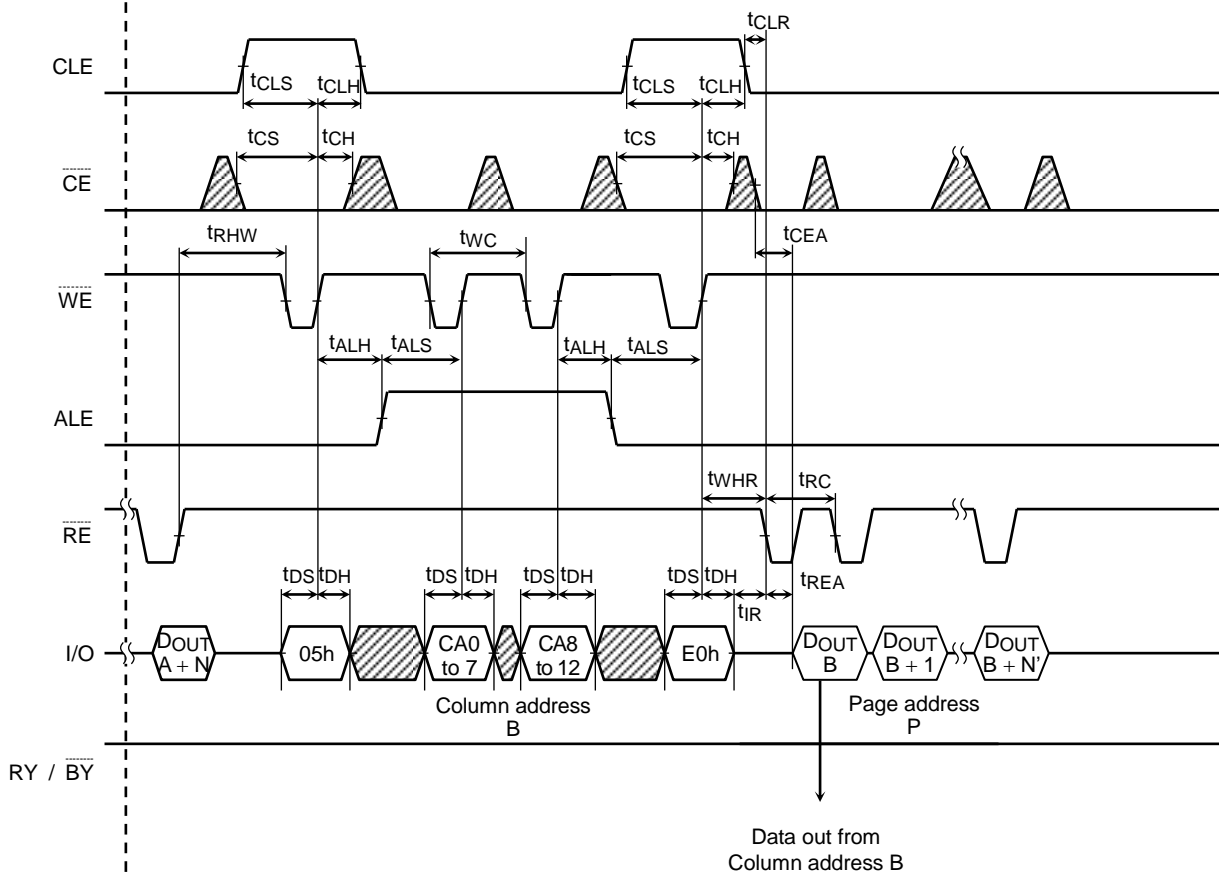 tCLR
CLE
tCLS tCLH tCLS tCLH
tCS tCH tCS tCH
CE
tCEA
tRHW tWC
WE
tALH tALS tALH tALS
ALE
tWHR tRC
RE
tDS tDH tDS tDH tDS tDH tDS tDH tREA
tIR
I/O
DOUT A + N
05h
CA0 to 7
CA8 to 12
E0h
DOUT B
DOUT B + 1
DOUT B + N’
Column address
B
Page address
P
RY / BY
Data out from
Column address B